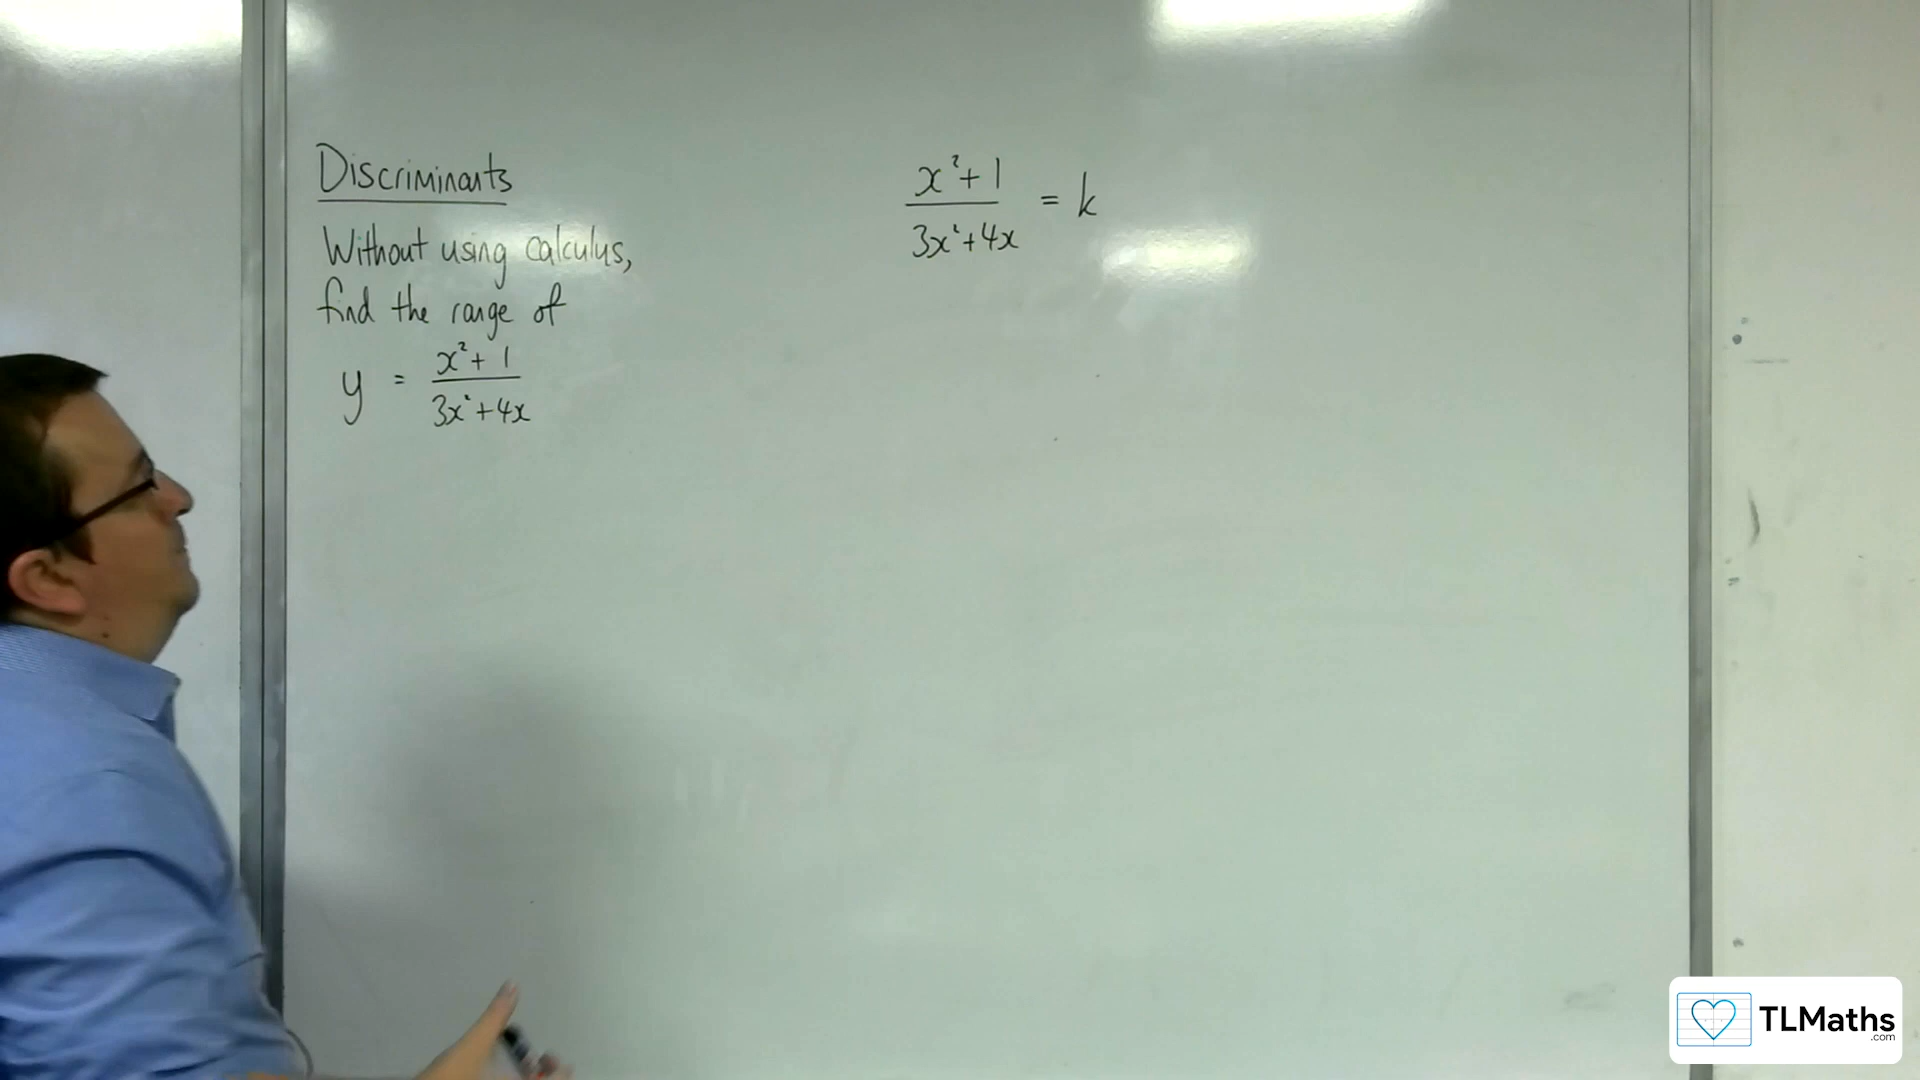 Discriminants
Without using calculus,
find the range of
y = x²+1 / 3x²+4x
x²+1 / 3x²+4x = k
TLMaths
.com